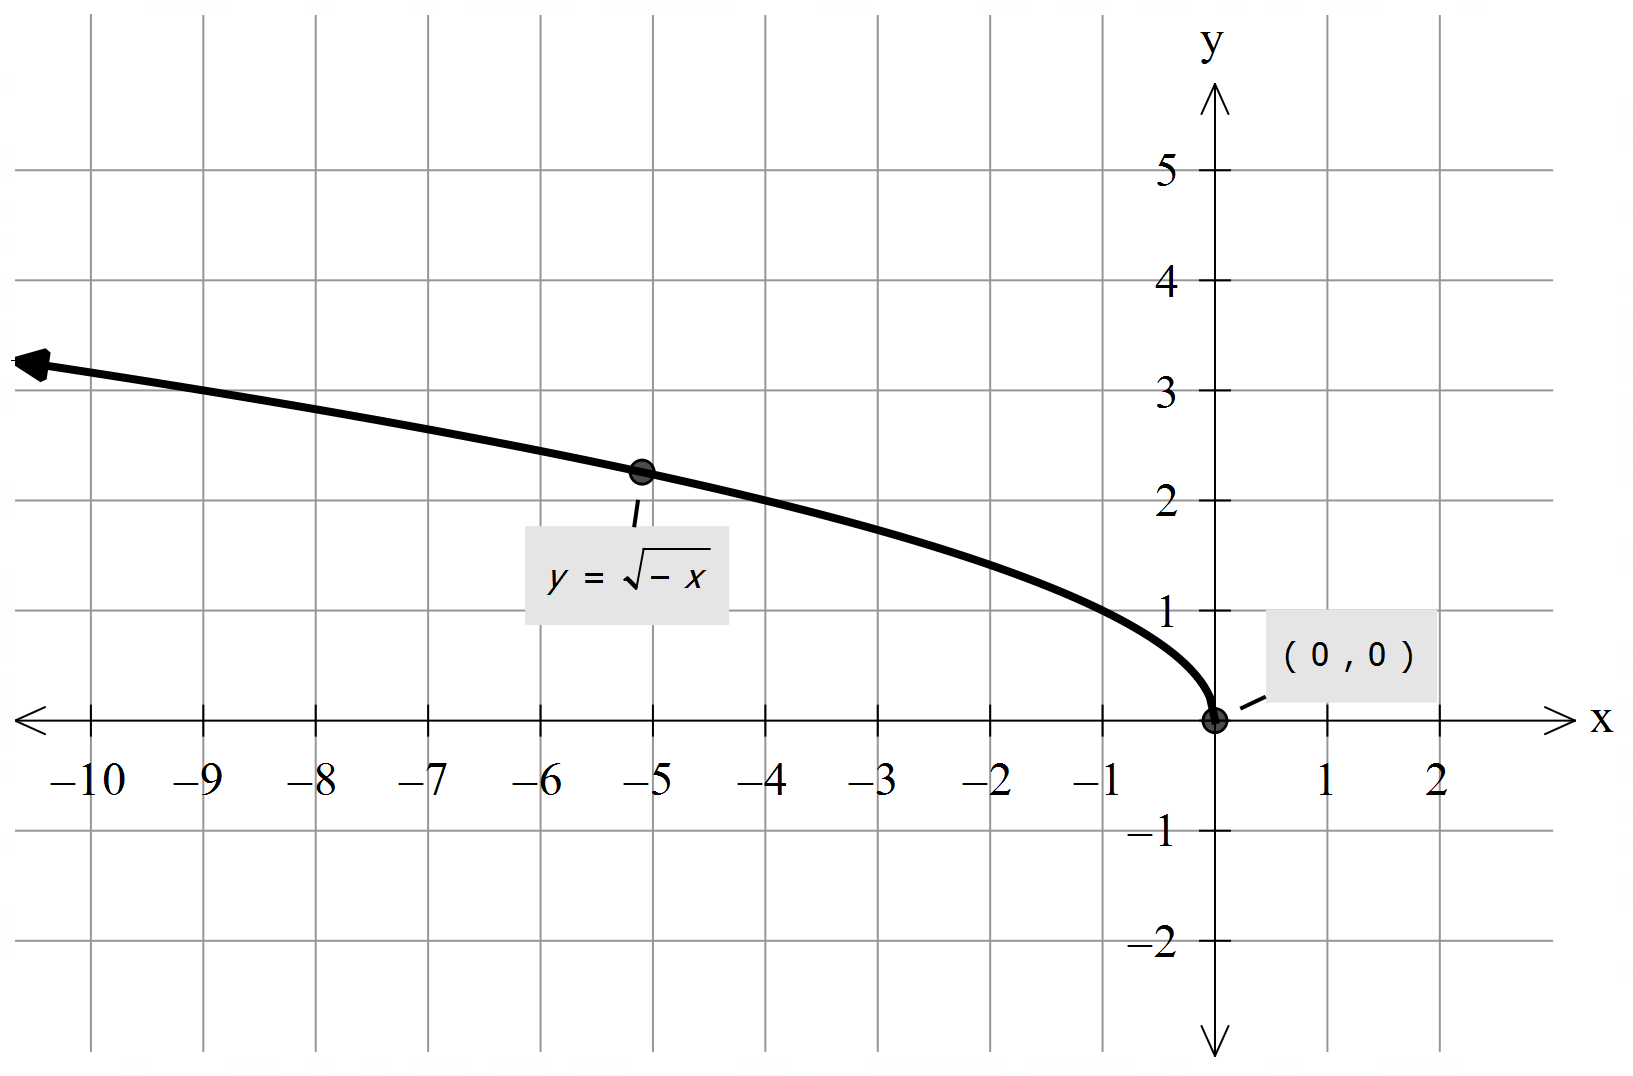 y
5
4
3
2
y = √-x
1
( 0 , 0 )
x
–10 –9 –8 –7 –6 –5 –4 –3 –2 –1 1 2
–1
–2